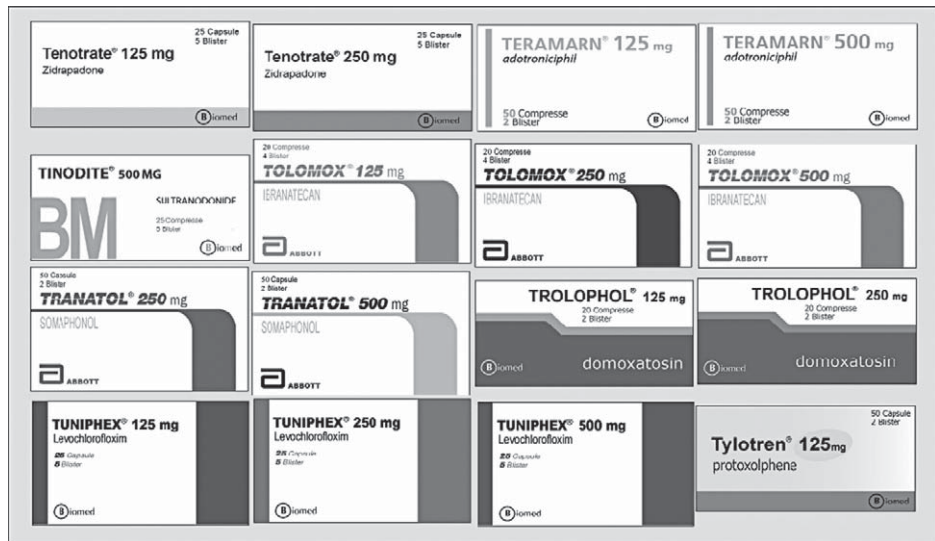 25 Capsule
5 Blister
Tenotrate® 125 mg
Zidrapadone
Biomed
25 Capsule
5 Blister
Tenotrate® 250 mg
Zidrapadone
Biomed
TERAMARN® 125 mg
adotroniciphil
50 Compresse
2 Blister
Biomed
TERAMARN® 500 mg
adotroniciphil
50 Compresse
2 Blister
Biomed
TINODITE® 500 MG
BM
SULTRANODONIDE
25 Compresse
5 Blister
Biomed
20 Compresse
4 Blister
TOLOMOX® 125 mg
IBRANATECAN
ABBOTT
20 Compresse
4 Blister
TOLOMOX® 250 mg
IBRANATECAN
ABBOTT
20 Compresse
4 Blister
TOLOMOX® 500 mg
IBRANATECAN
ABBOTT
50 Capsule
2 Blister
TRANATOL® 250 mg
SOMAPHONOL
ABBOTT
50 Capsule
2 Blister
TRANATOL® 500 mg
SOMAPHONOL
ABBOTT
TROLOPHOL® 125 mg
20 Compresse
2 Blister
Biomed
domoxatosin
TROLOPHOL® 250 mg
20 Compresse
2 Blister
Biomed
domoxatosin
TUNIPHEX® 125 mg
Levochlorofloxim
25 Capsule
5 Blister
Biomed
TUNIPHEX® 250 mg
Levochlorofloxim
25 Capsule
5 Blister
Biomed
TUNIPHEX® 500 mg
Levochlorofloxim
25 Capsule
5 Blister
Biomed
50 Capsule
2 Blister
Tylotren® 125mg
protoxolphene
Biomed